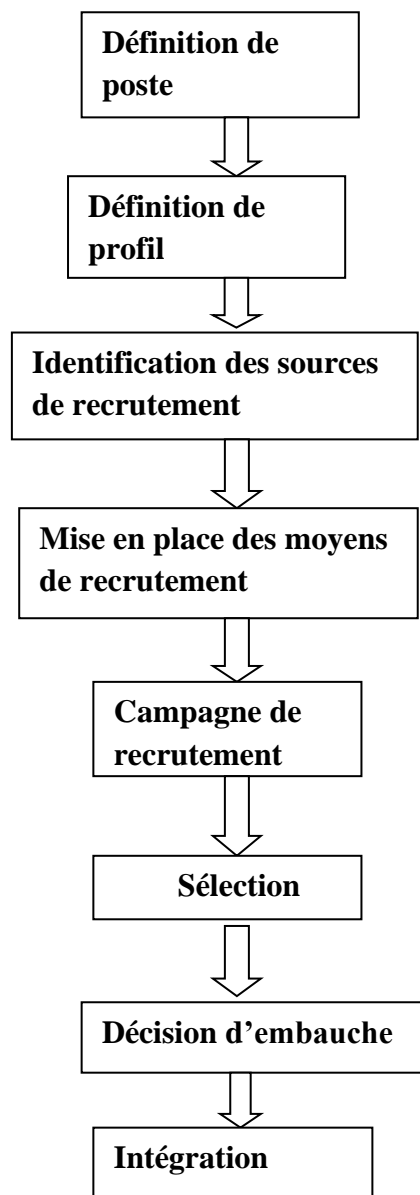 Définition de
poste
Définition de
profil
Identification des sources
de recrutement
Mise en place des moyens
de recrutement
Campagne de
recrutement
Sélection
Décision d’embauche
Intégration